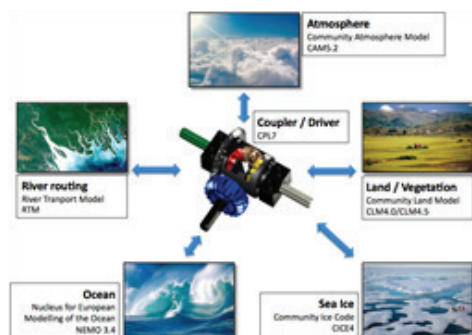 Atmosphere
Community Atmosphere Model
CAM5.2
Coupler / Driver
CPL7
River routing
River Tranport Model
RTM
Land / Vegetation
Community Land Model
CLM4.0/CLM4.5
Ocean
Nucleus for European
Modelling of the Ocean
NEMO 3.4
Sea Ice
Community Ice Code
CICE4